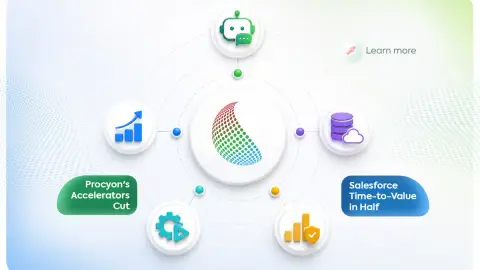 Learn more
Procyon's
Accelerators
Cut
Salesforce
Time-to-Value
in Half